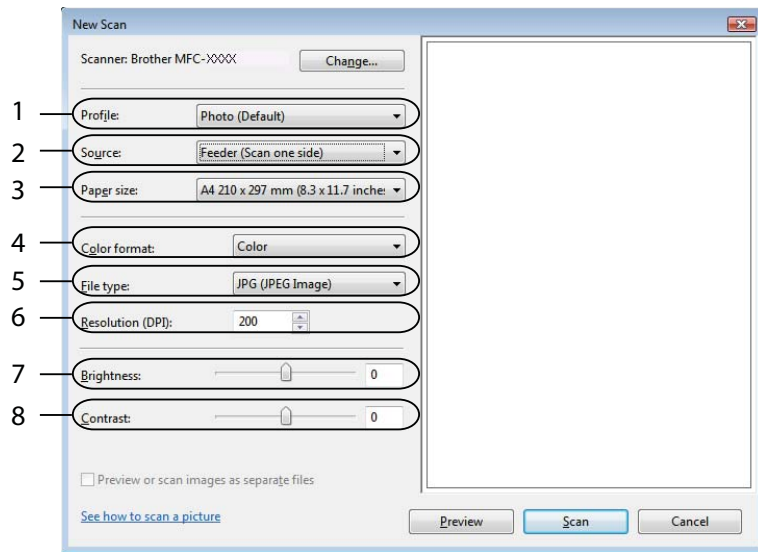 New Scan
Scanner: Brother MFC-XXXX Change...
1 Profile: Photo (Default)
2 Source: Feeder (Scan one side)
3 Paper size: A4 210 x 297 mm (8.3 x 11.7 inche:
4 Color format: Color
5 File type: JPG (JPEG Image)
6 Resolution (DPI): 200
7 Brightness: 0
8 Contrast: 0
Preview or scan images as separate files
See how to scan a picture Preview Scan Cancel